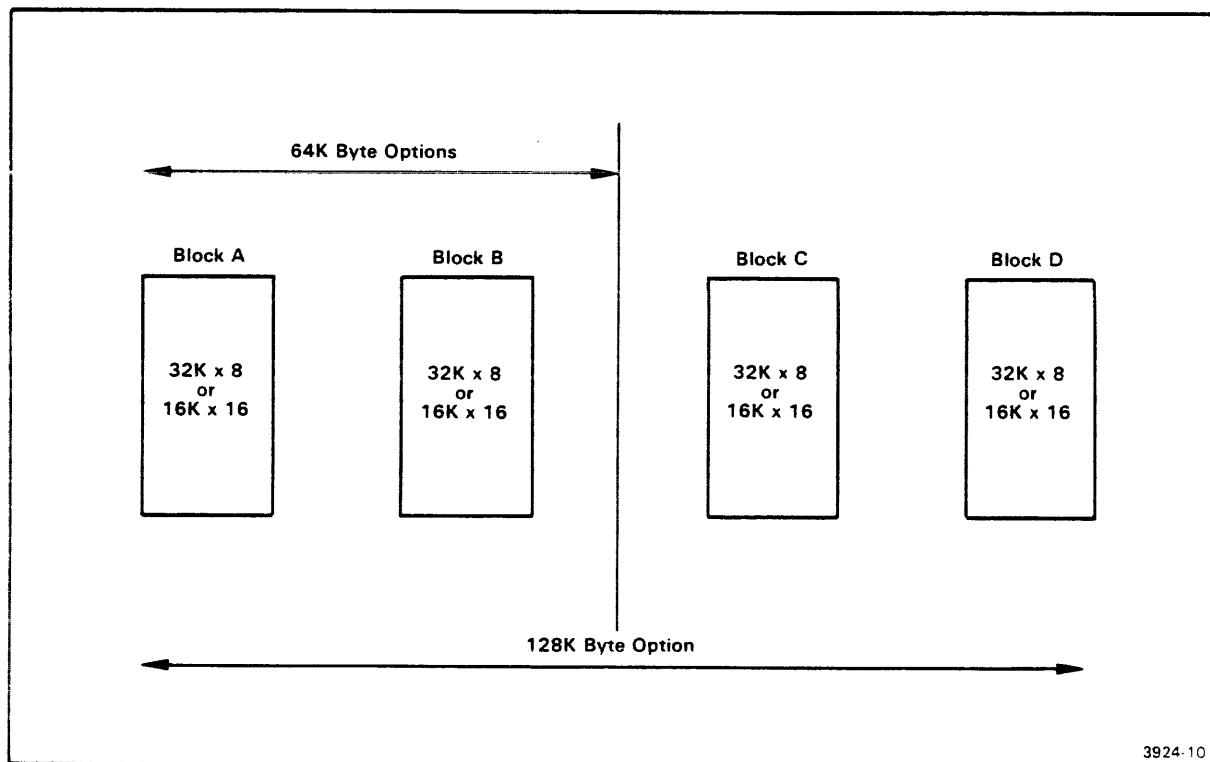 64K Byte Options
Block A
Block B
Block C
Block D
32K x 8
or
16K x 16
32K x 8
or
16K x 16
32K x 8
or
16K x 16
32K x 8
or
16K x 16
128K Byte Option
3924-10